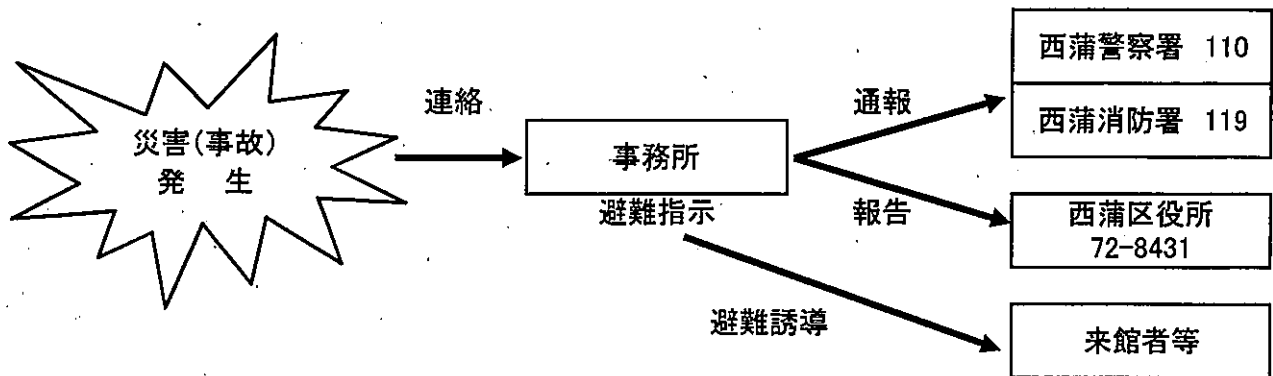 災害(事故)
発　生
連絡
事務所
避難指示
通報
西蒲警察署 110
西蒲消防署 119
報告
西蒲区役所
72-8431
避難誘導
来館者等